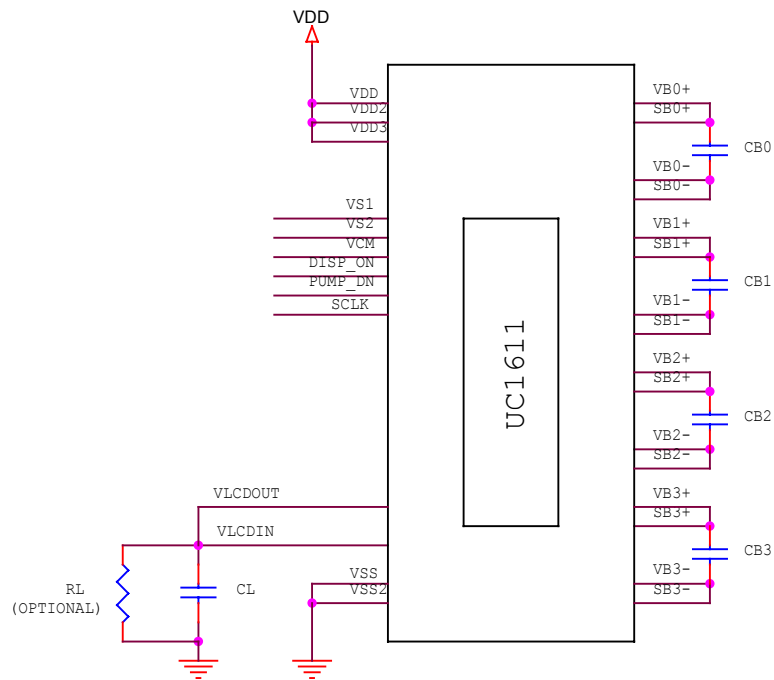 VDD
VDD
VDD2
VDD3
VS1
VS2
VCM
DISP_ON
PUMP_DN
SCLK
VLCDOUT
VLCDIN
RL
(OPTIONAL)
CL
VSS
VSS2
UC1611
VB0+
SB0+
CB0
VB0-
SB0-
VB1+
SB1+
CB1
VB1-
SB1-
VB2+
SB2+
CB2
VB2-
SB2-
VB3+
SB3+
CB3
VB3-
SB3-